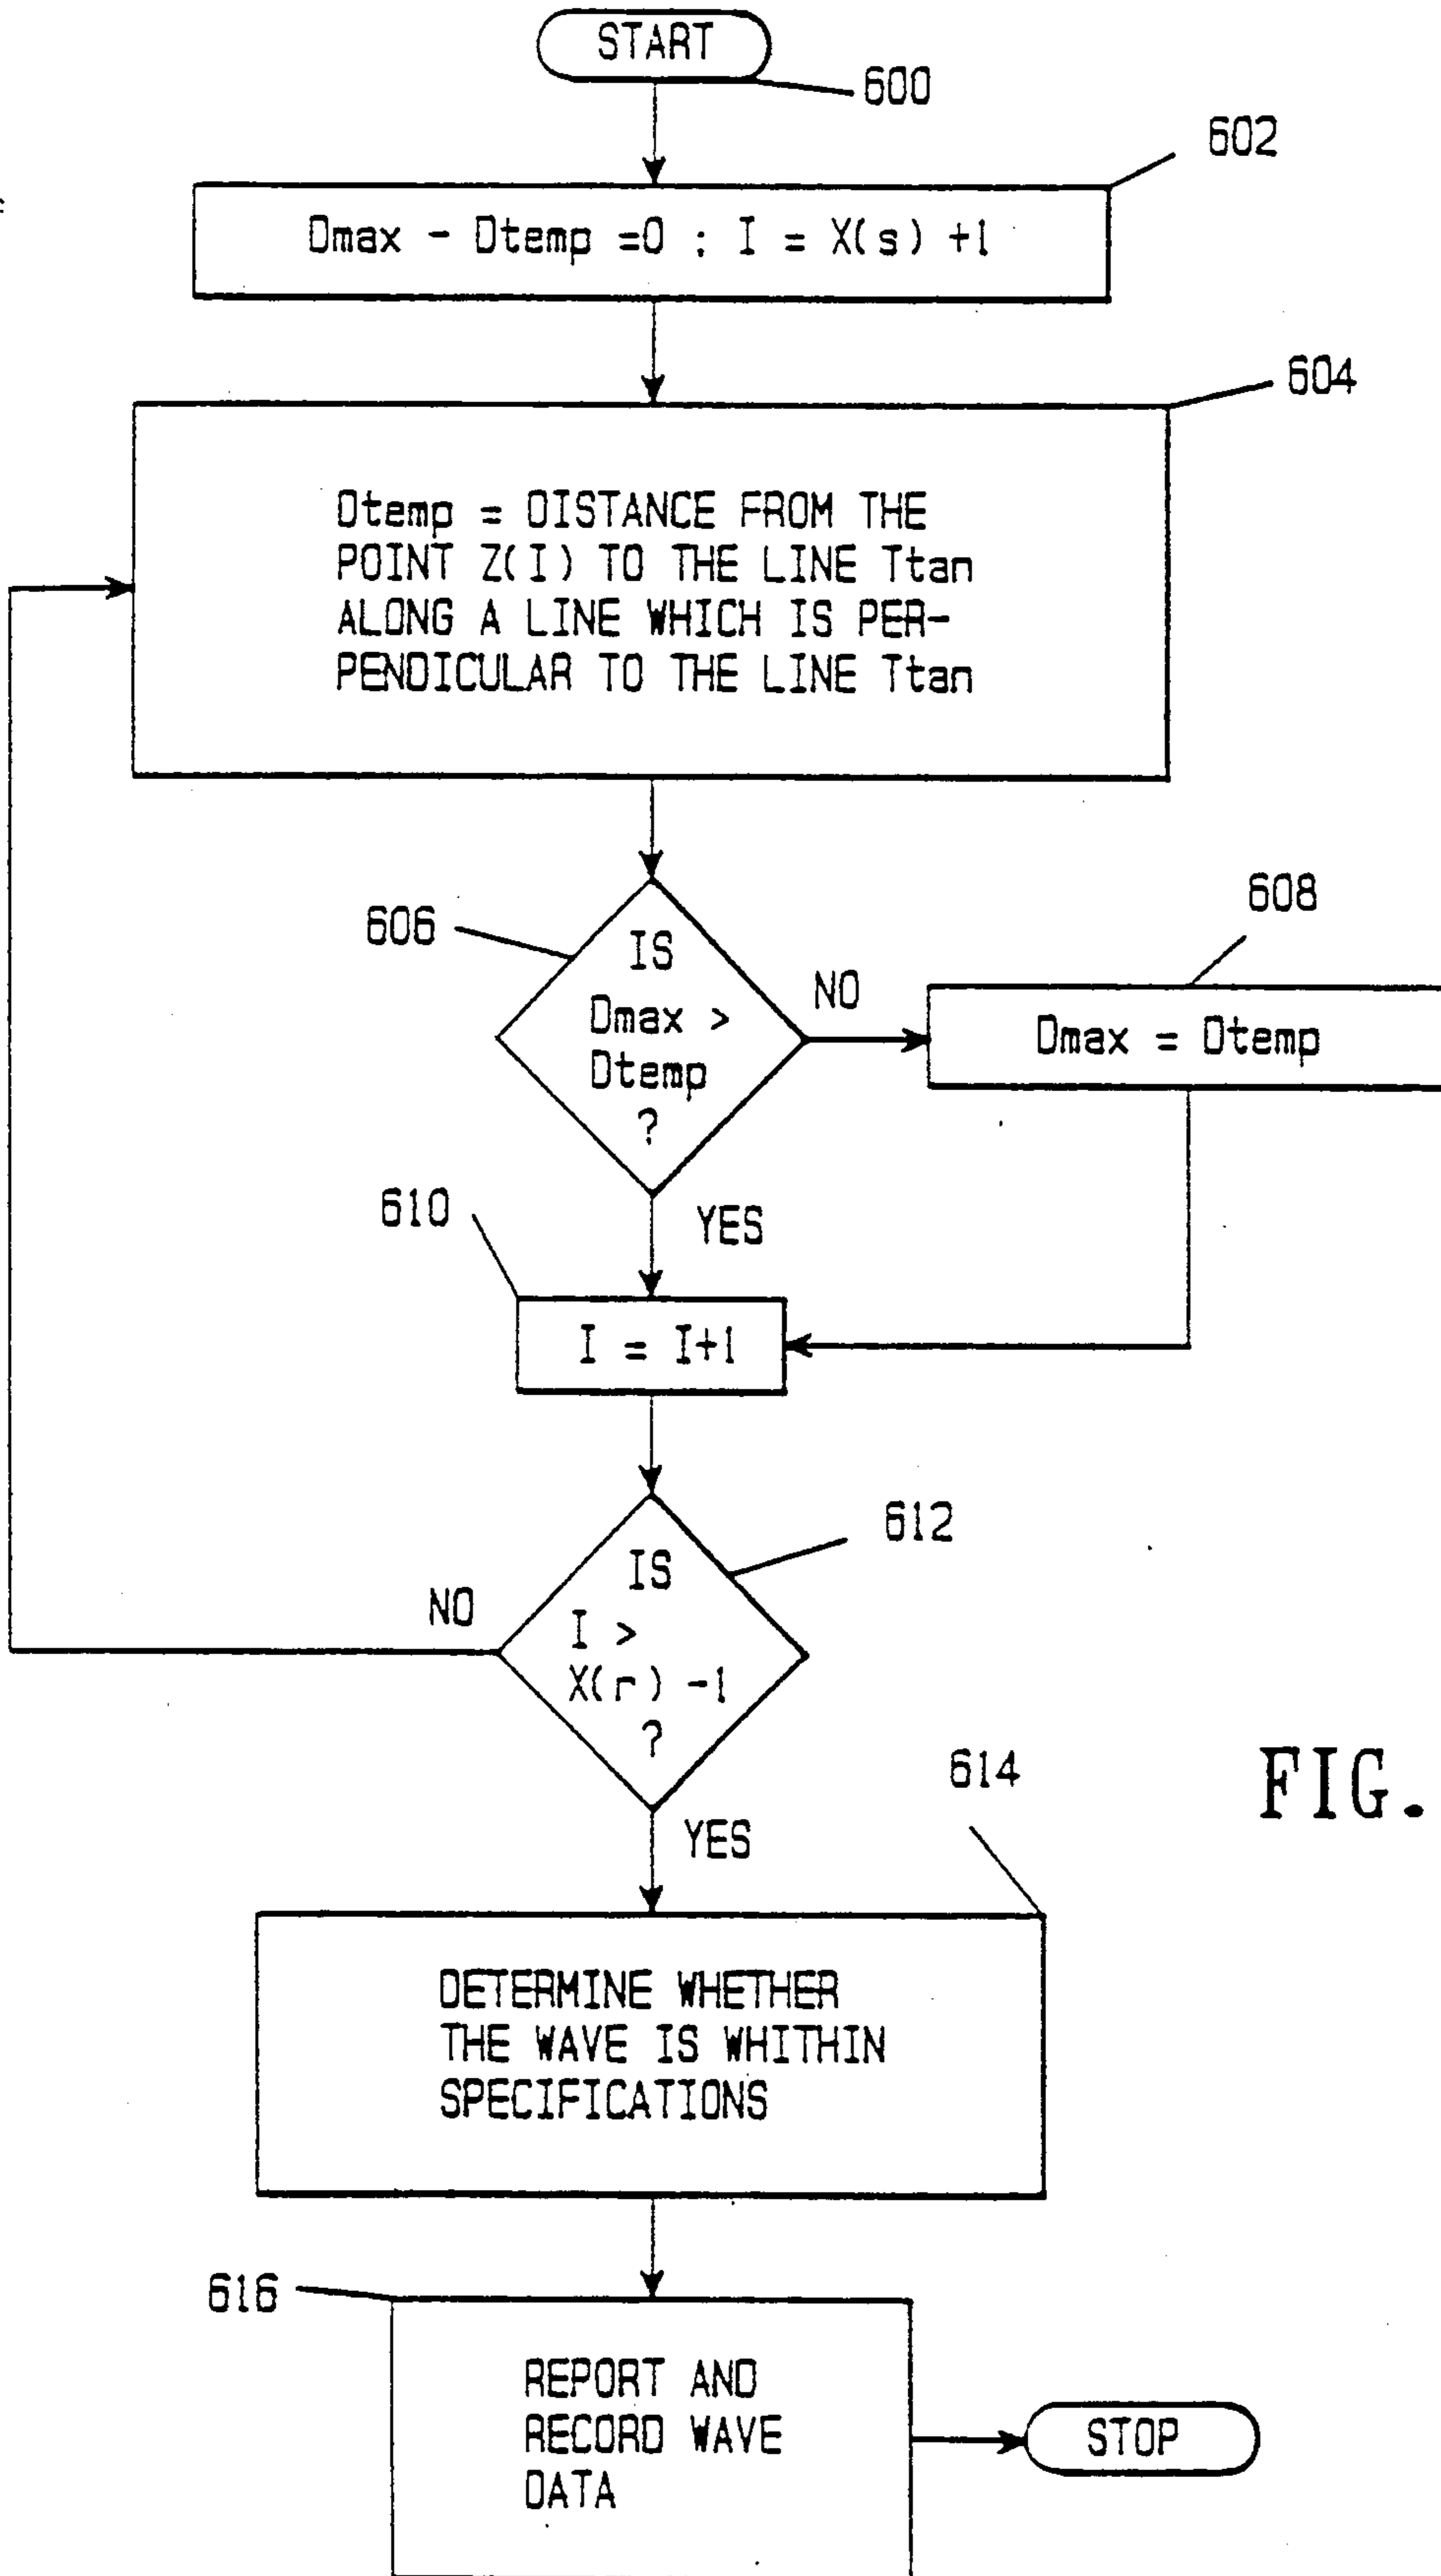 START
600
602
Dmax - Dtemp =0 ; I = X(s) +1
604
Dtemp = DISTANCE FROM THE
POINT Z(I) TO THE LINE Ttan
ALONG A LINE WHICH IS PER-
PENDICULAR TO THE LINE Ttan
606
IS
Dmax >
Dtemp
?
NO
608
Dmax = Dtemp
YES
610
I = I+1
612
IS
I >
X(r) -1
?
NO
YES
614
FIG.
DETERMINE WHETHER
THE WAVE IS WHITHIN
SPECIFICATIONS
616
REPORT AND
RECORD WAVE
DATA
STOP